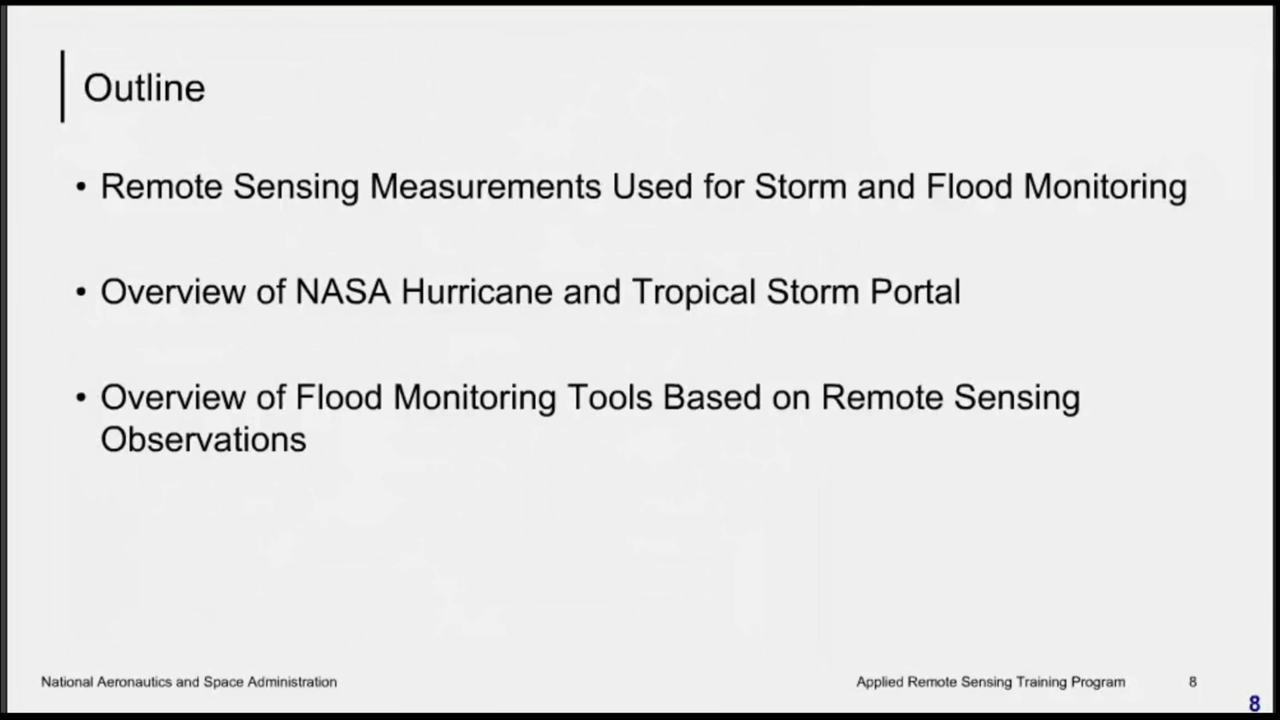 Outline
• Remote Sensing Measurements Used for Storm and Flood Monitoring
• Overview of NASA Hurricane and Tropical Storm Portal
• Overview of Flood Monitoring Tools Based on Remote Sensing
Observations
National Aeronautics and Space Administration
Applied Remote Sensing Training Program
8
8